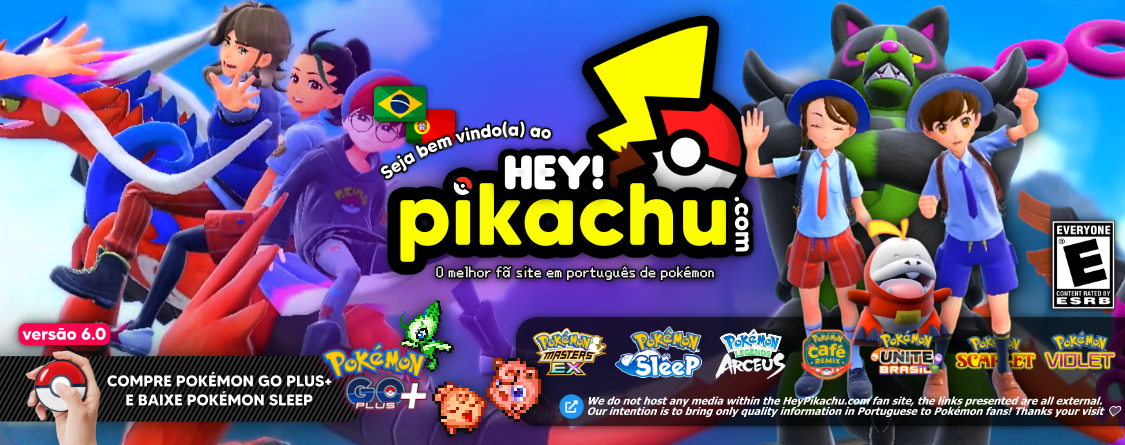 Seja bem vindo(a) ao
HEY!
pikachu
.com
O melhor fã site em português de pokémon
EVERYONE
E
CONTENT RATED BY
ESRB
versão 6.0
COMPRE POKÉMON GO PLUS+
E BAIXE POKÉMON SLEEP
POKÉMON
GO
PLUS
+
POKÉMON
MASTERS
EX
POKÉMON
SLeeP
POKÉMON
LEGENDS
ARCEUS
POKÉMON
Café
REMIX
POKÉMON
UNITE
BRASIL
POKÉMON
SCARLET
POKÉMON
VIOLET
We do not host any media within the HeyPikachu.com fan site, the links presented are all external.
Our intention is to bring only quality information in Portuguese to Pokémon fans! Thanks your visit